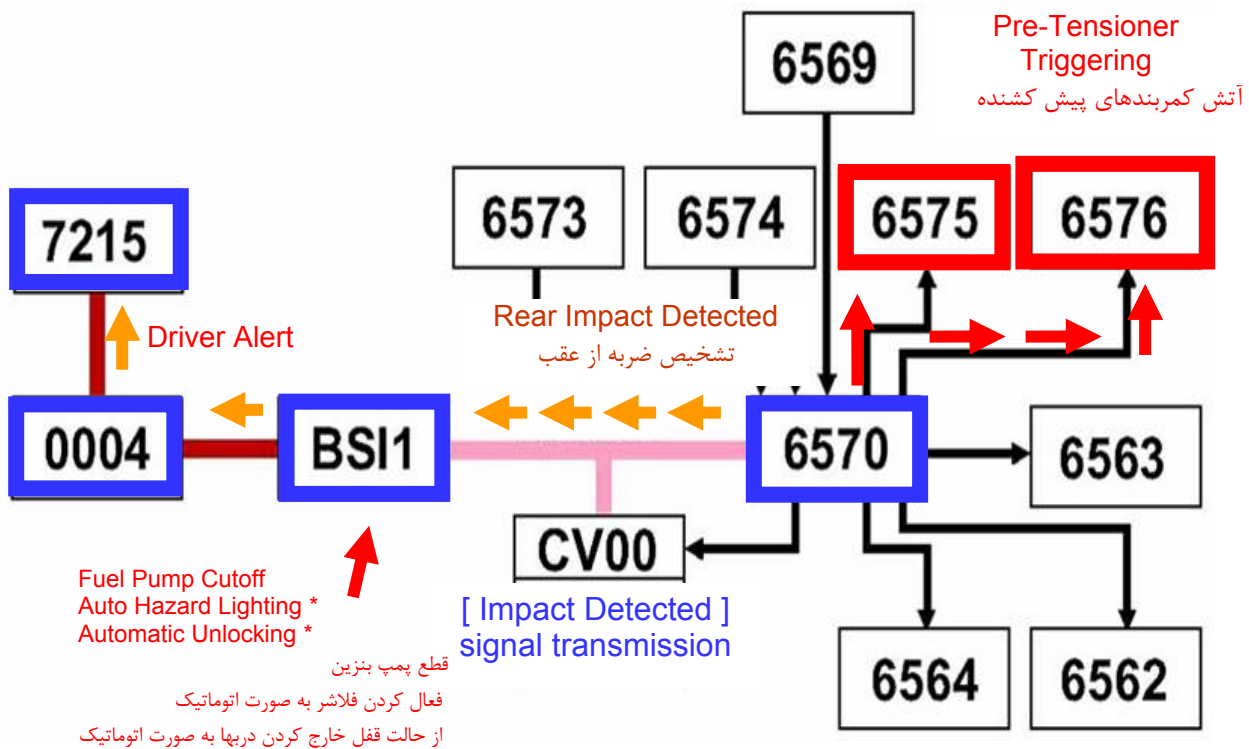 Pre-Tensioner
Triggering
آتش کمربندهای پیش کشنده
6569
7215
6573
6574
6575
6576
Driver Alert
Rear Impact Detected
تشخیص ضربه از عقب
0004
BSI1
6570
6563
CV00
Fuel Pump Cutoff
Auto Hazard Lighting *
Automatic Unlocking *
[ Impact Detected ]
signal transmission
قطع پمپ بنزین
فعال کردن فلاشر به صورت اتوماتیک
از حالت قفل خارج کردن دربها به صورت اتوماتیک
6564
6562